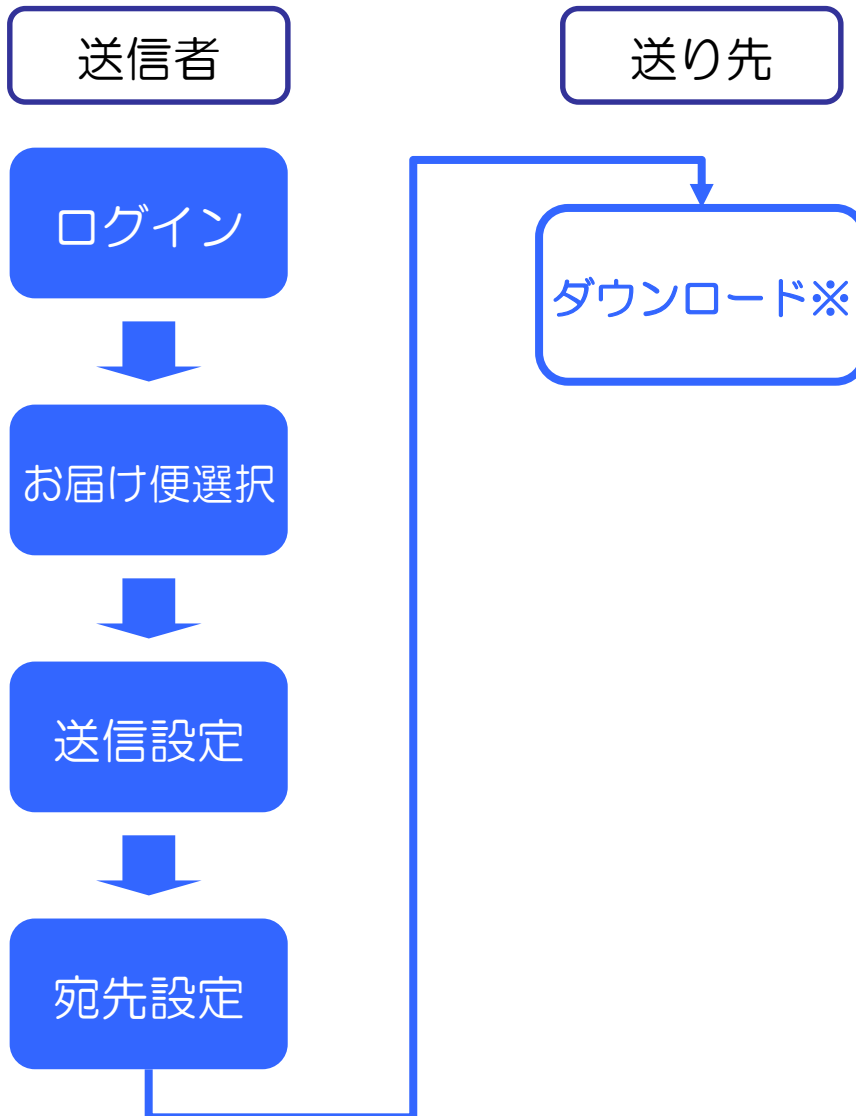 送信者
送り先
ログイン
ダウンロード※
お届け便選択
送信設定
宛先設定